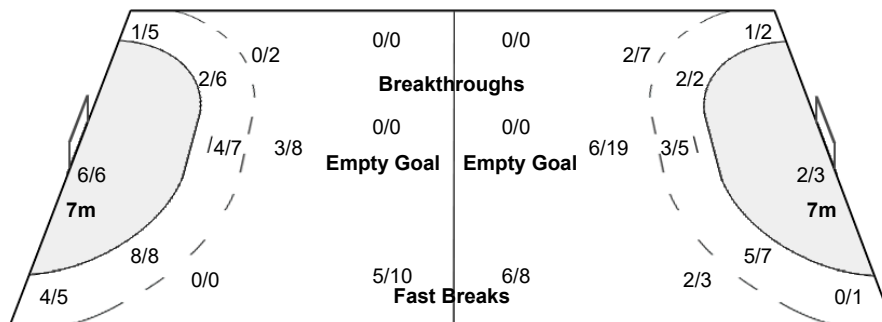 1/5 0/0 0/0 1/2
0/2 2/7
2/6 Breakthroughs 2/2
0/0 0/0
4/7 3/8 6/19 3/5
Empty Goal Empty Goal
6/6 2/3
7m 7m
8/8 5/7
0/0 5/10 6/8 2/3
4/5 Fast Breaks 0/1